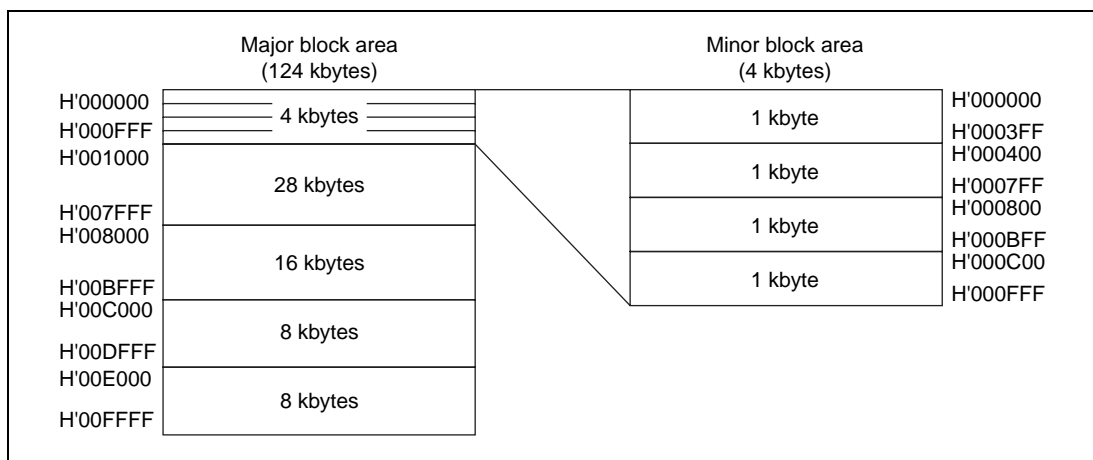 Major block area
(124 kbytes)
H'000000
4 kbytes
H'000FFF
H'001000
28 kbytes
H'007FFF
H'008000
16 kbytes
H'00BFFF
H'00C000
8 kbytes
H'00DFFF
H'00E000
8 kbytes
H'00FFFF
Minor block area
(4 kbytes)
H'000000
1 kbyte
H'0003FF
H'000400
1 kbyte
H'0007FF
H'000800
1 kbyte
H'000BFF
H'000C00
1 kbyte
H'000FFF